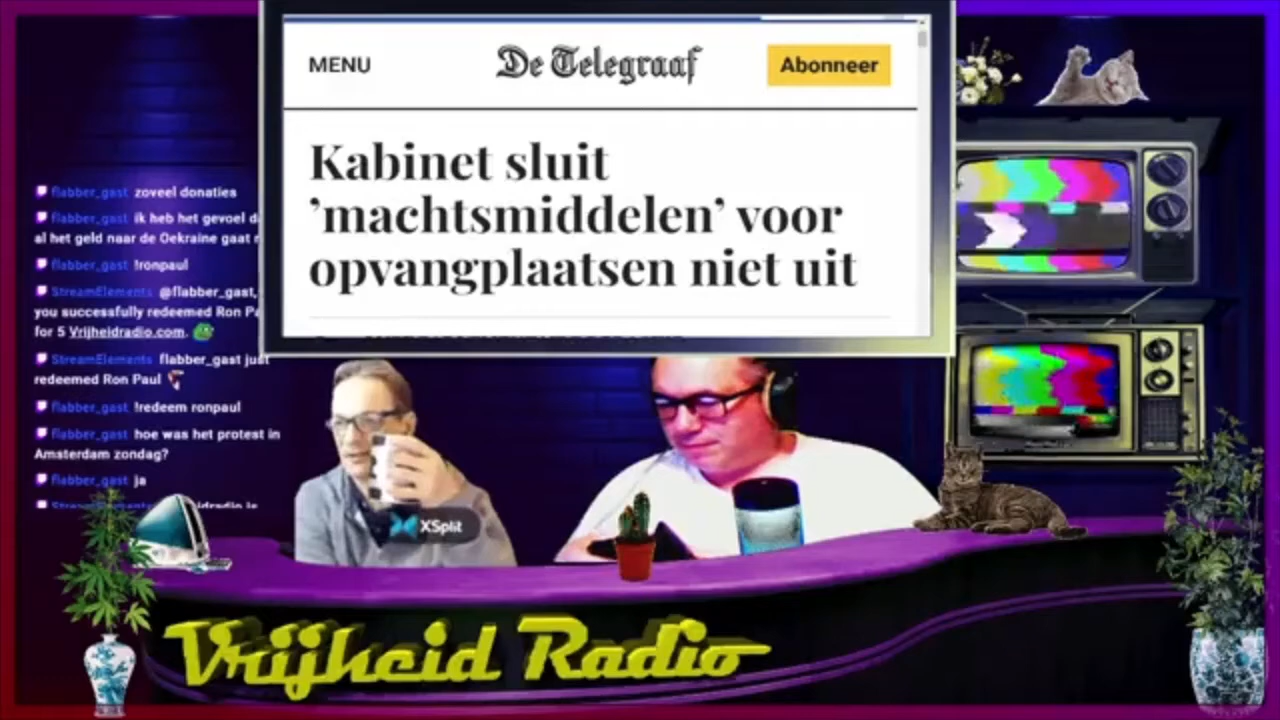 MENU
De Telegraaf
Abonneer
Kabinet sluit
’machtsmiddelen’ voor
opvangplaatsen niet uit
flabber_gast zoveel donaties
flabber_gast ik heb het gevoel
al het geld naar de Oekraine gaat
flabber_gast !ronpaul
StreamElements @flabber_gast,
you successfully redeemed Ron
for 5 Vrijheidradio.com.
StreamElements flabber_gast just
redeemed Ron Paul
flabber_gast !redeem ronpaul
flabber_gast hoe was het protest in
Amsterdam zondag?
flabber_gast ja
XSplit
Vrijheid Radio